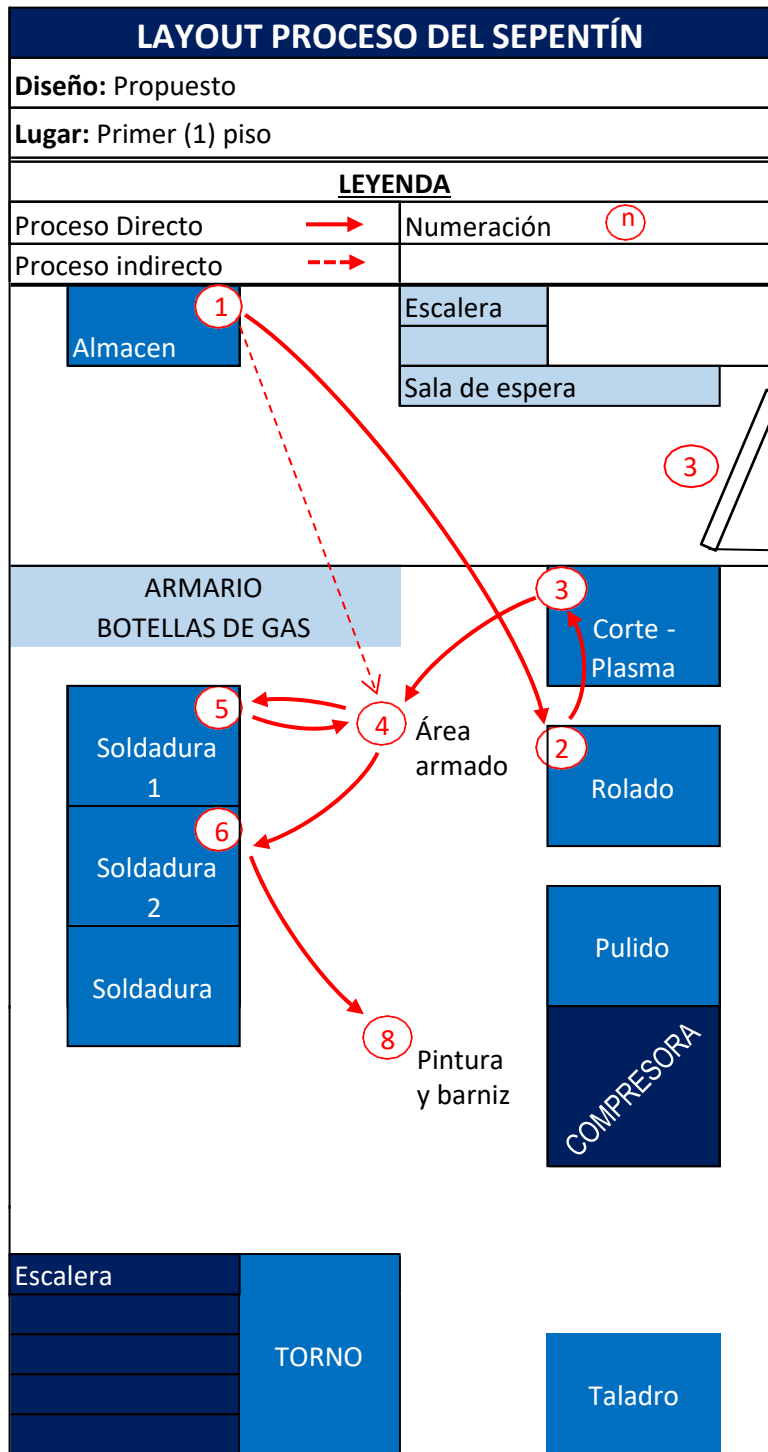 LAYOUT PROCESO DEL SEPENTÍN
Diseño: Propuesto
Lugar: Primer (1) piso
LEYENDA
Proceso Directo
Numeración
n
Proceso indirecto
1
Almacen
Escalera
Sala de espera
3
ARMARIO
BOTELLAS DE GAS
3
Corte -
Plasma
5
Soldadura
1
4
Área
armado
2
Rolado
6
Soldadura
2
Soldadura
Pulido
8
Pintura
y barniz
COMPRESORA
Escalera
TORNO
Taladro